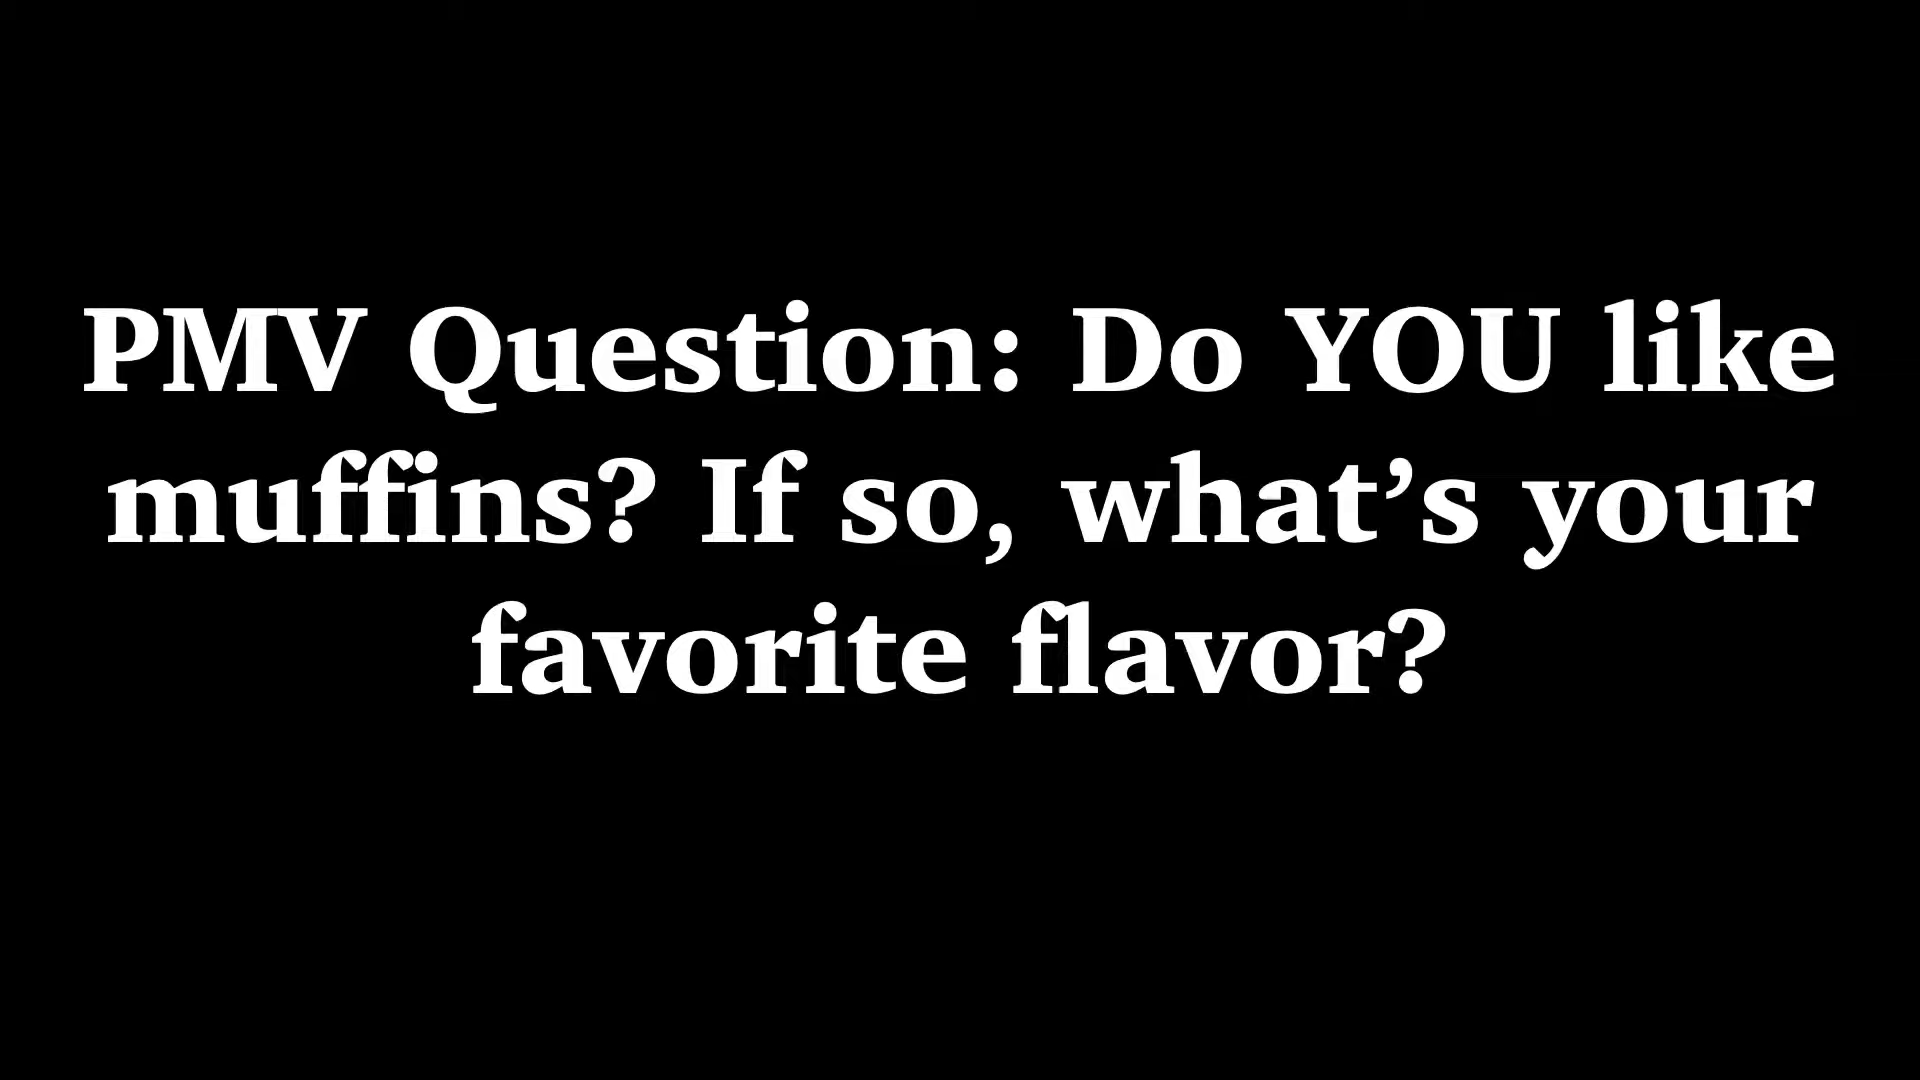 PMV Question: Do YOU like
muffins? If so, what’s your
favorite flavor?